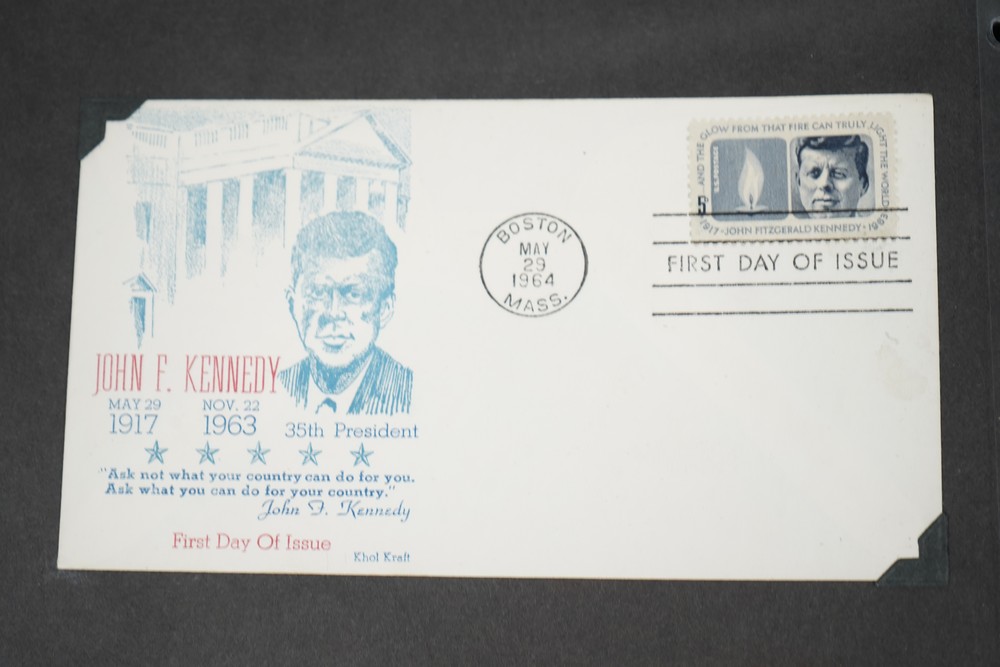 JOHN F. KENNEDY
MAY 29 NOV. 22
1917 1963
35th President
"Ask not what your country can do for you.
Ask what you can do for your country."
John F. Kennedy
First Day Of Issue
Khol Kraft
BOSTON
MAY
29
1964
MASS.
...AND THE GLOW FROM THAT FIRE CAN TRULY LIGHT THE WORLD
U.S. POSTAGE
5¢
1917 · JOHN FITZGERALD KENNEDY · 1963
FIRST DAY OF ISSUE